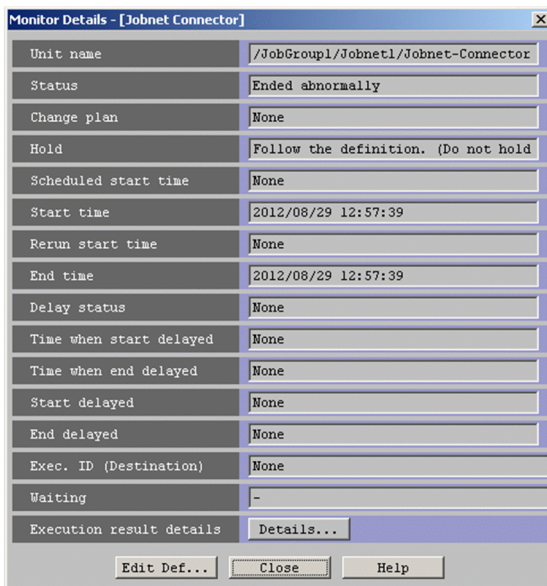 Monitor Details - [Jobnet Connector]
Unit name /JobGroup1/Jobnet1/Jobnet-Connector
Status Ended abnormally
Change plan None
Hold Follow the definition. (Do not hold
Scheduled start time None
Start time 2012/08/29 12:57:39
Rerun start time None
End time 2012/08/29 12:57:39
Delay status None
Time when start delayed None
Time when end delayed None
Start delayed None
End delayed None
Exec. ID (Destination) None
Waiting -
Execution result details Details...
Edit Def... Close Help